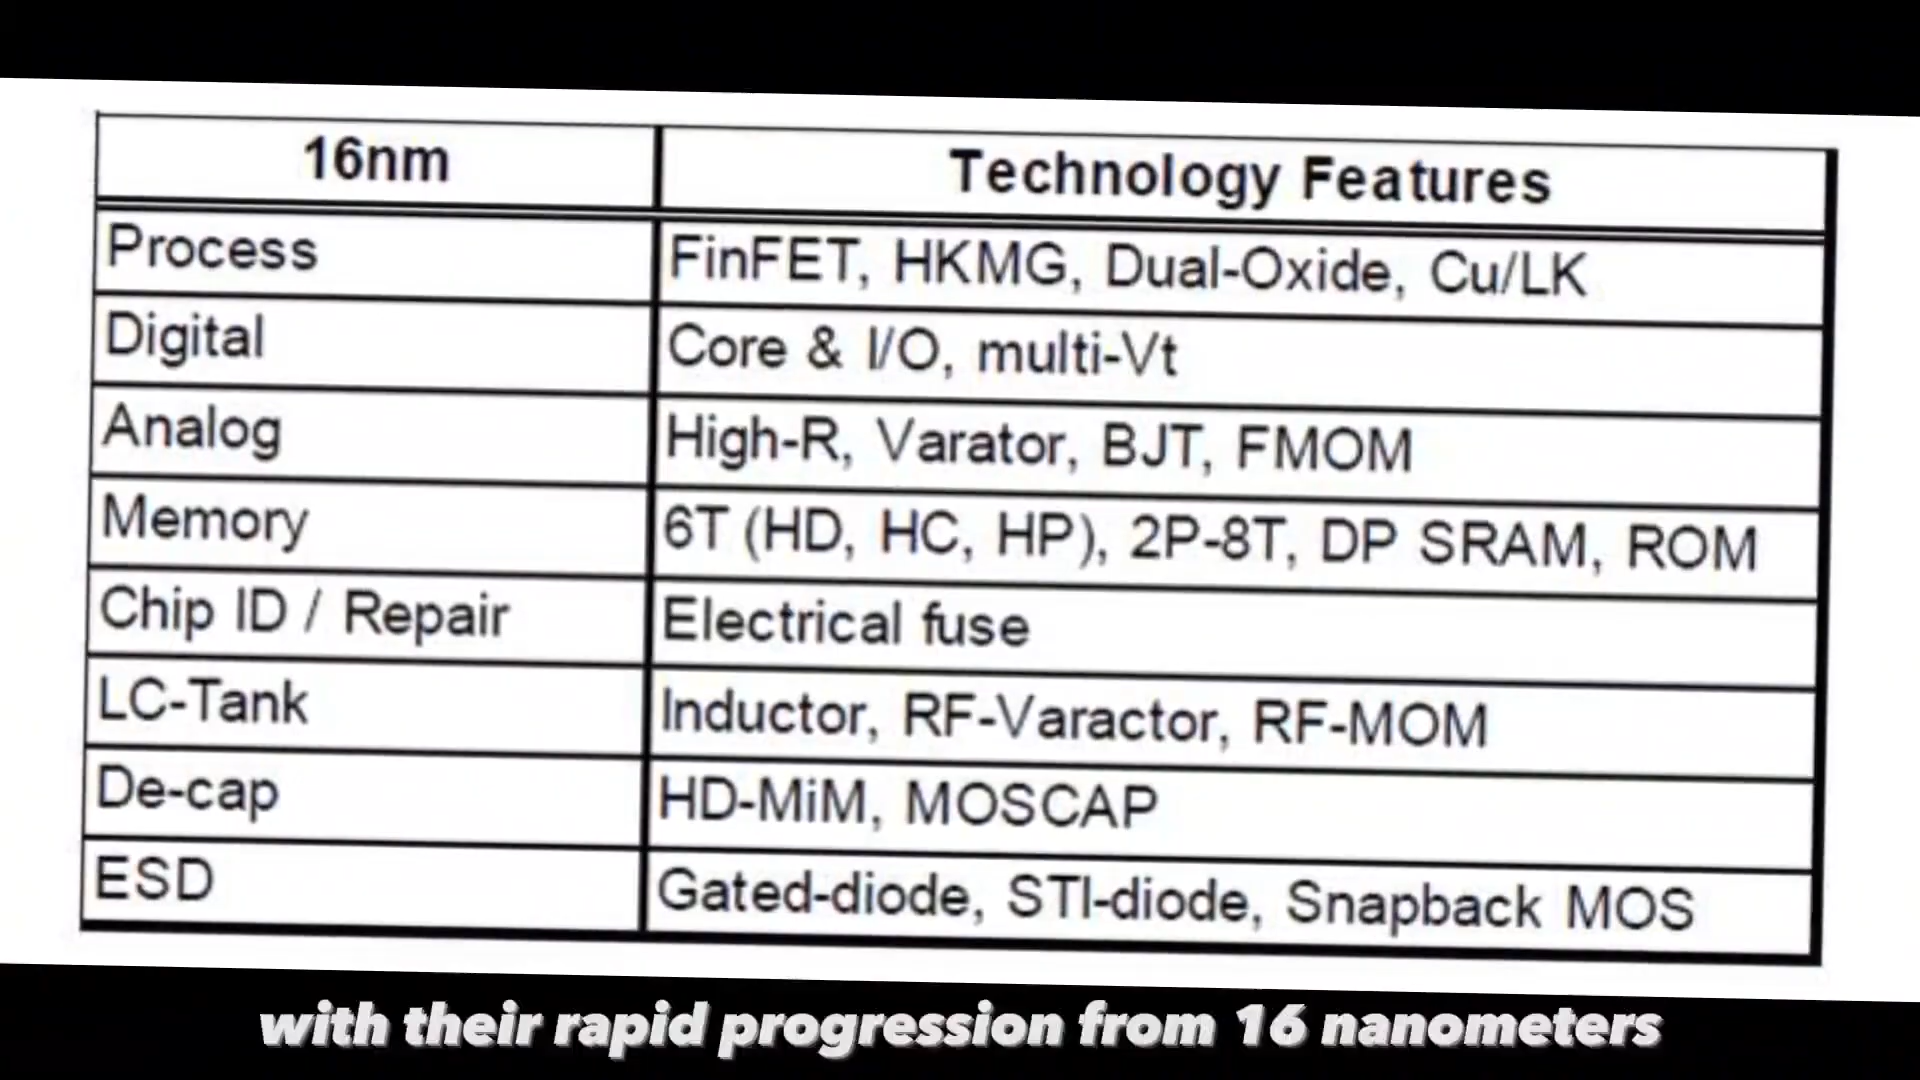 16nm Technology Features
Process FinFET, HKMG, Dual-Oxide, Cu/LK
Digital Core & I/O, multi-Vt
Analog High-R, Varator, BJT, FMOM
Memory 6T (HD, HC, HP), 2P-8T, DP SRAM, ROM
Chip ID / Repair Electrical fuse
LC-Tank Inductor, RF-Varactor, RF-MOM
De-cap HD-MiM, MOSCAP
ESD Gated-diode, STI-diode, Snapback MOS
with their rapid progression from 16 nanometers